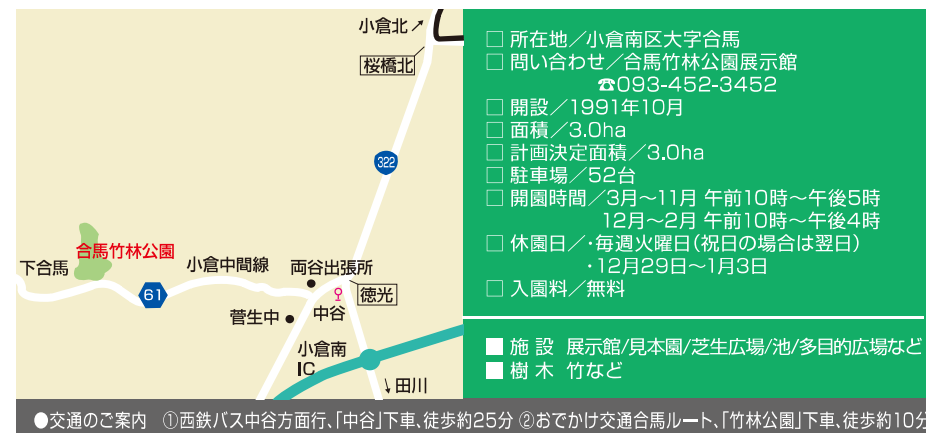 小倉北↗
桜橋北
322
合馬竹林公園
下合馬
小倉中間線
両谷出張所
61
徳光
菅生中
中谷
小倉南
IC
↓田川
□ 所在地／小倉南区大字合馬
□ 問い合わせ／合馬竹林公園展示館
☎093-452-3452
□ 開設／1991年10月
□ 面積／3.0ha
□ 計画決定面積／3.0ha
□ 駐車場／52台
□ 開園時間／3月〜11月 午前10時〜午後5時
12月〜2月 午前10時〜午後4時
□ 休園日／・毎週火曜日(祝日の場合は翌日)
・12月29日〜1月3日
□ 入園料／無料
■ 施 設 展示館/見本園/芝生広場/池/多目的広場など
■ 樹 木 竹など
●交通のご案内 ①西鉄バス中谷方面行、「中谷」下車、徒歩約25分 ②おでかけ交通合馬ルート、「竹林公園」下車、徒歩約10分